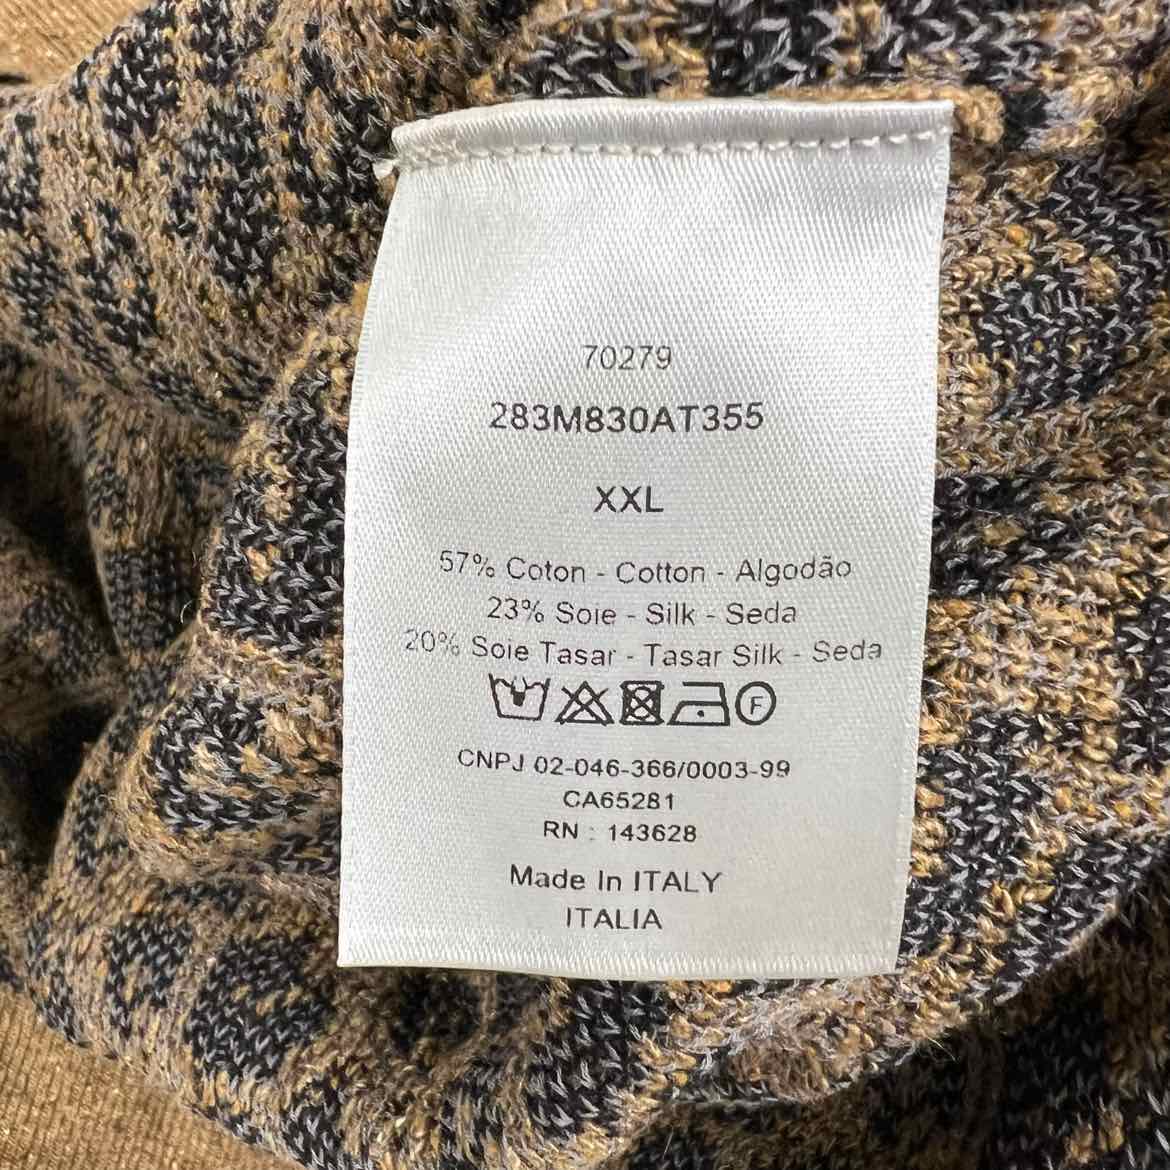 70279
283M830AT355
XXL
57% Coton - Cotton - Algodão
23% Soie - Silk - Seda
20% Soie Tasar - Tasar Silk - Seda
F
CNPJ 02-046-366/0003-99
CA65281
RN : 143628
Made In ITALY
ITALIA